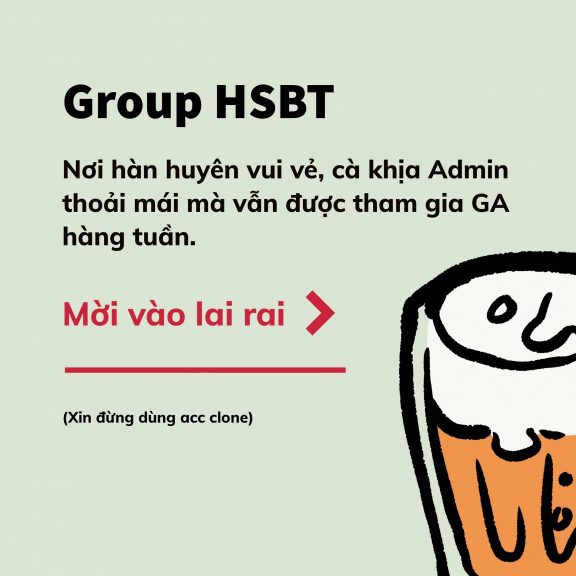 Group HSBT
Nơi hàn huyên vui vẻ, cà khịa Admin
thoải mái mà vẫn được tham gia GA
hàng tuần.
Mời vào lai rai
(Xin đừng dùng acc clone)